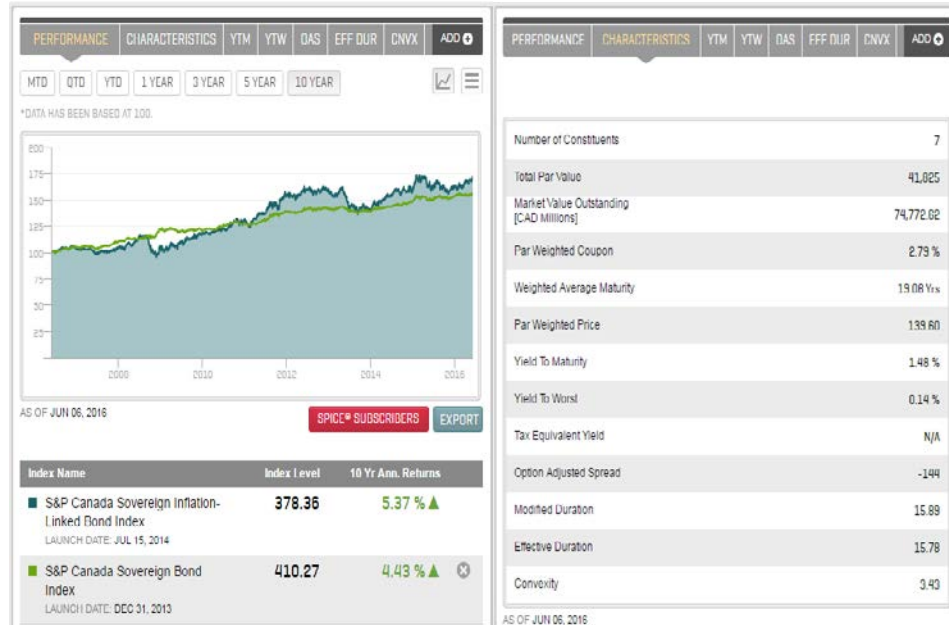 PERFORMANCE CHARACTERISTICS YTM YTW OAS EFF DUR CNVX ADD
MTD QTD YTD 1 YEAR 3 YEAR 5 YEAR 10 YEAR
*DATA HAS BEEN BASED AT 100.
200
175
150
125
100
75
50
25
2008 2010 2012 2014 2016
AS OF JUN 06, 2016
SPICE® SUBSCRIBERS EXPORT
Index Name Index Level 10 Yr Ann. Returns
S&P Canada Sovereign Inflation-
Linked Bond Index
378.36 5.37 %
LAUNCH DATE: JUL 15, 2014
S&P Canada Sovereign Bond
Index
410.27 4.43 %
LAUNCH DATE: DEC 31, 2013
PERFORMANCE CHARACTERISTICS YTM YTW OAS EFF DUR CNVX ADD
Number of Constituents 7
Total Par Value 41,825
Market Value Outstanding
[CAD Millions]
74,772.62
Par Weighted Coupon 2.79 %
Weighted Average Maturity 19.08 Yrs
Par Weighted Price 139.60
Yield To Maturity 1.48 %
Yield To Worst 0.14 %
Tax Equivalent Yield N/A
Option Adjusted Spread -144
Modified Duration 15.89
Effective Duration 15.78
Convexity 3.43
AS OF JUN 06, 2016